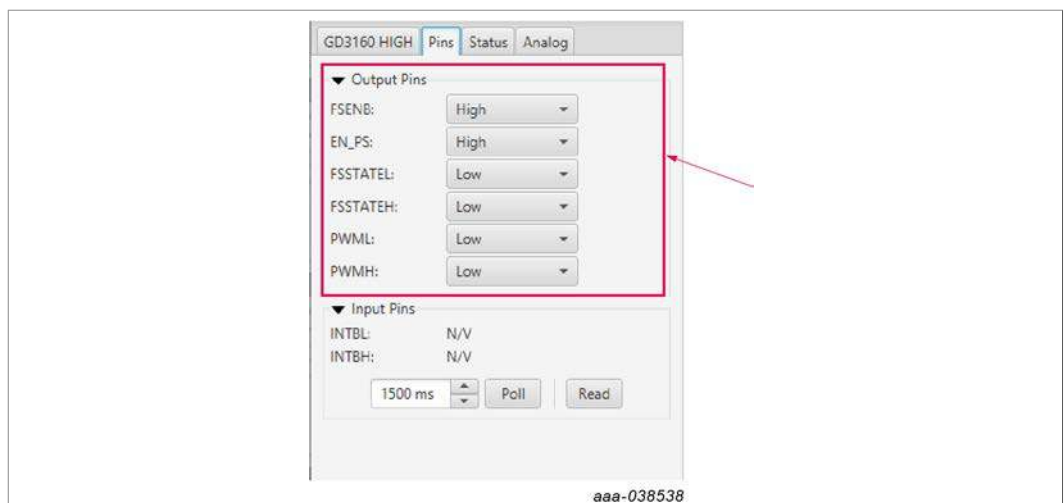 GD3160 HIGH Pins Status Analog
Output Pins
FSENB: High
EN_PS: High
FSSTATEL: Low
FSSTATEH: Low
PWML: Low
PWMH: Low
Input Pins
INTBL: N/V
INTBH: N/V
1500 ms Poll Read
aaa-038538